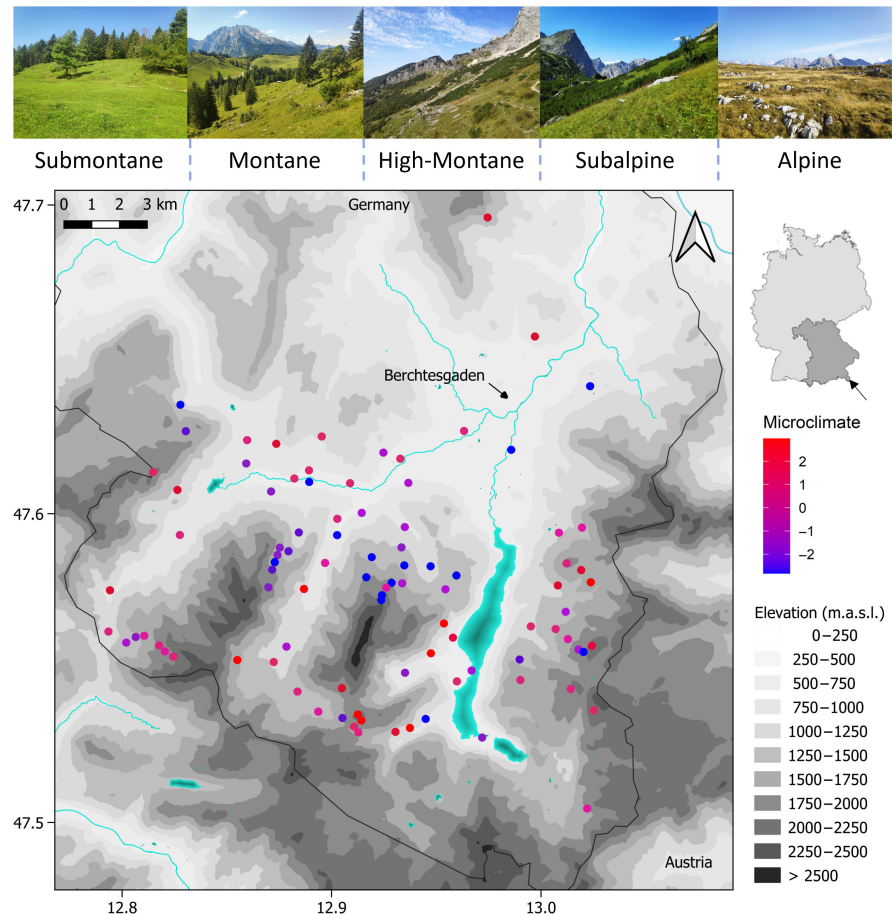 Submontane
Montane
High-Montane
Subalpine
Alpine
47.7
0 1 2 3 km
Germany
Berchtesgaden
Microclimate
2
1
0
−1
−2
47.6
Elevation (m.a.s.l.)
0−250
250−500
500−750
750−1000
1000−1250
1250−1500
1500−1750
1750−2000
2000−2250
2250−2500
> 2500
47.5
Austria
12.8
12.9
13.0